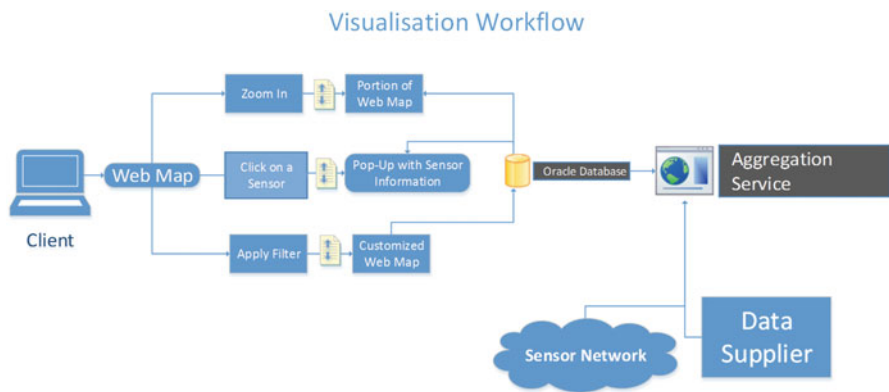 Visualisation Workflow
Zoom In
Portion of
Web Map
Client
Web Map
Click on a
Sensor
Pop-Up with Sensor
Information
Oracle Database
Aggregation
Service
Apply Filter
Customized
Web Map
Sensor Network
Data
Supplier